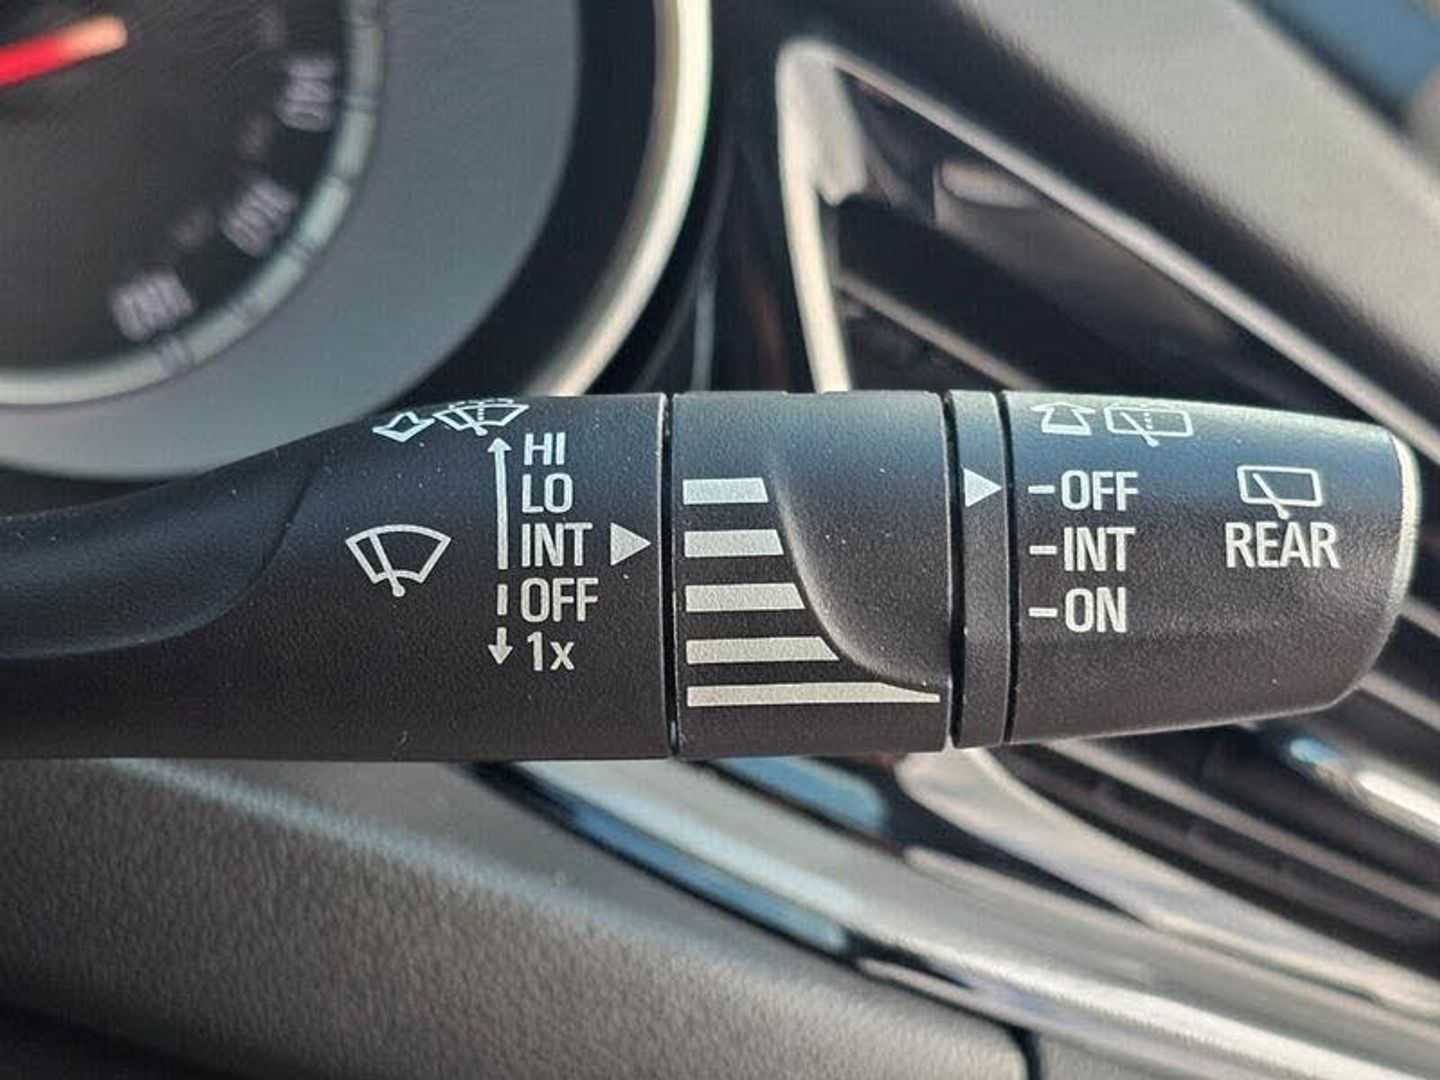 HI
LO
INT
OFF
1x
-OFF
-INT
-ON
REAR